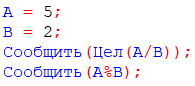 А = 5;
В = 2;
Сообщить(Цел(А/В));
Сообщить(А%В);